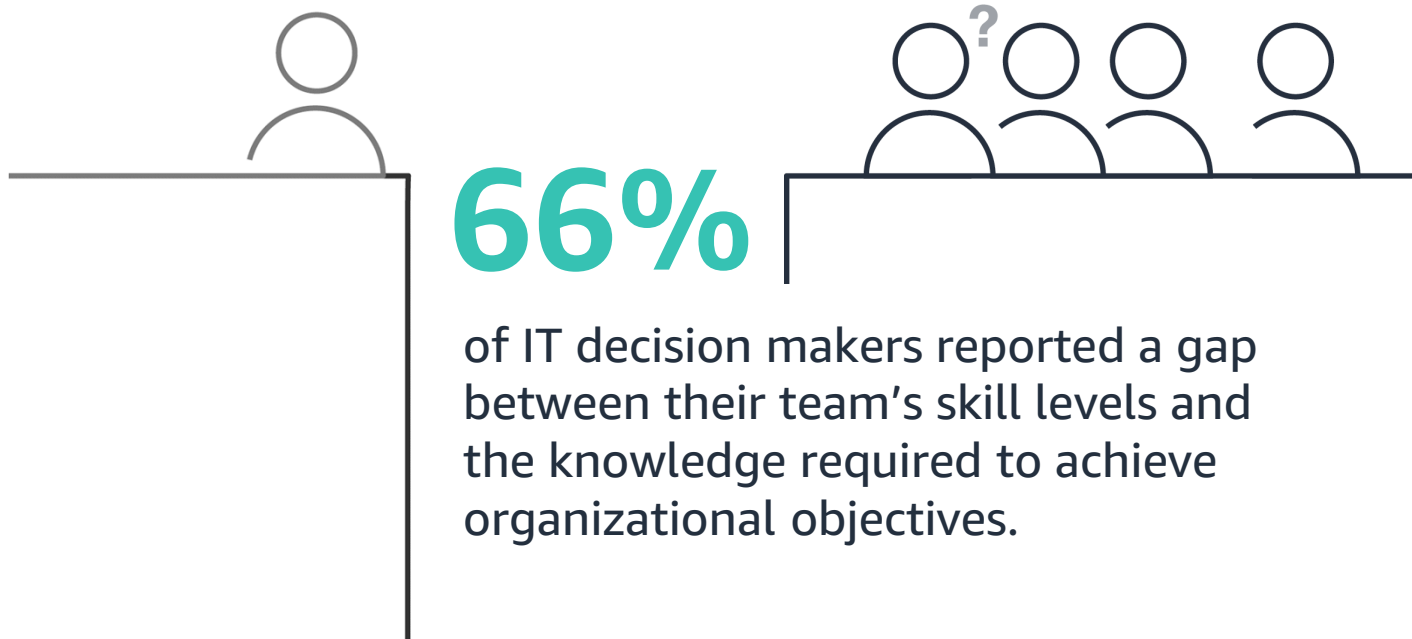 ?
66%
of IT decision makers reported a gap
between their team’s skill levels and
the knowledge required to achieve
organizational objectives.